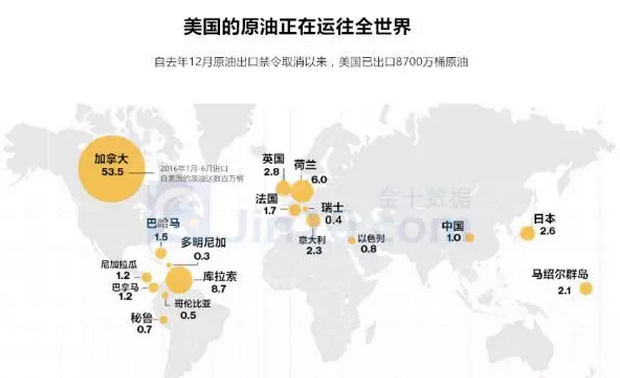 美国的原油正在运往全世界
自去年12月原油出口禁令取消以来，美国已出口8700万桶原油
加拿大
53.5
2016年1月-6月进口
自美国的原油达数百万桶
英国
2.8
荷兰
6.0
法国
1.7
瑞士
0.4
意大利
2.3
以色列
0.8
中国
1.0
日本
2.6
马绍尔群岛
2.1
巴哈马
1.5
多明尼加
0.3
尼加拉瓜
1.2
巴拿马
1.2
库拉索
8.7
哥伦比亚
0.5
秘鲁
0.7
金十数据
Jin10.com